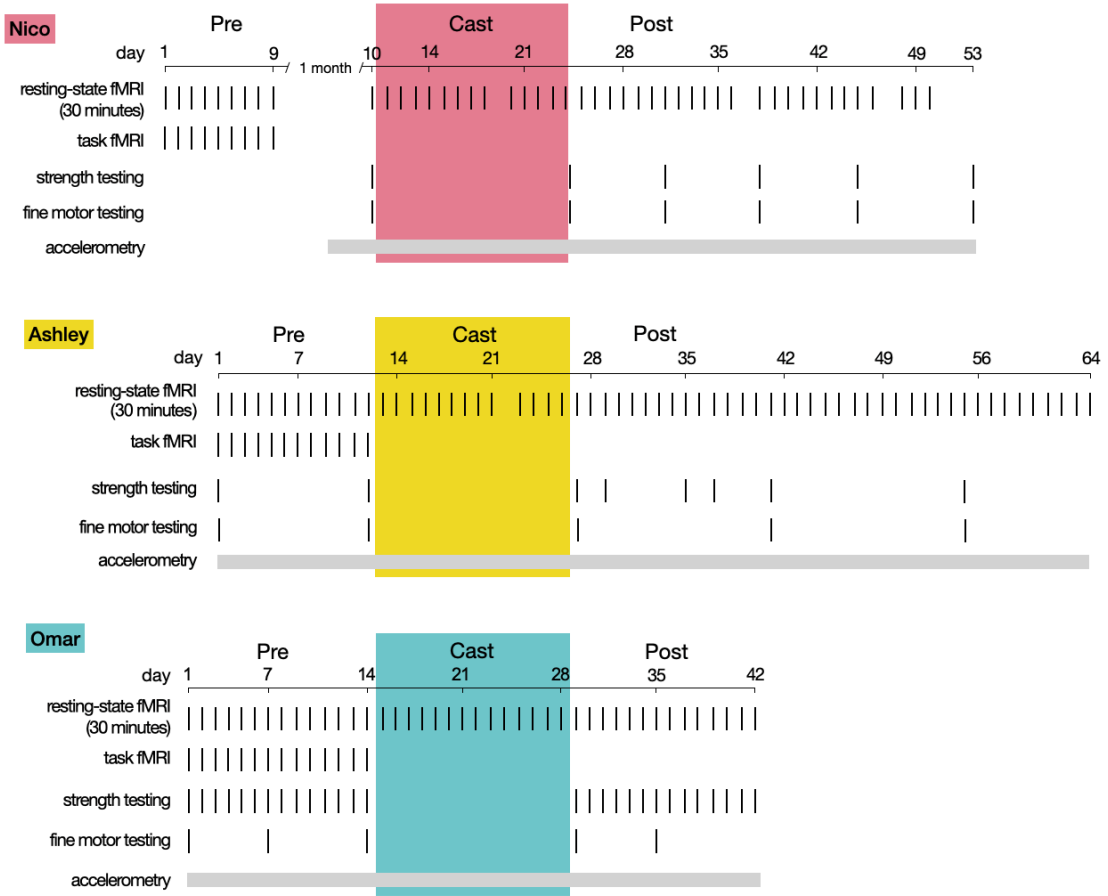 Nico
Pre Cast Post
day 1 9 1 month 10 14 21 28 35 42 49 53
resting-state fMRI
(30 minutes)
task fMRI
strength testing
fine motor testing
accelerometry
Ashley
Pre Cast Post
day 1 7 14 21 28 35 42 49 56 64
resting-state fMRI
(30 minutes)
task fMRI
strength testing
fine motor testing
accelerometry
Omar
Pre Cast Post
day 1 7 14 21 28 35 42
resting-state fMRI
(30 minutes)
task fMRI
strength testing
fine motor testing
accelerometry